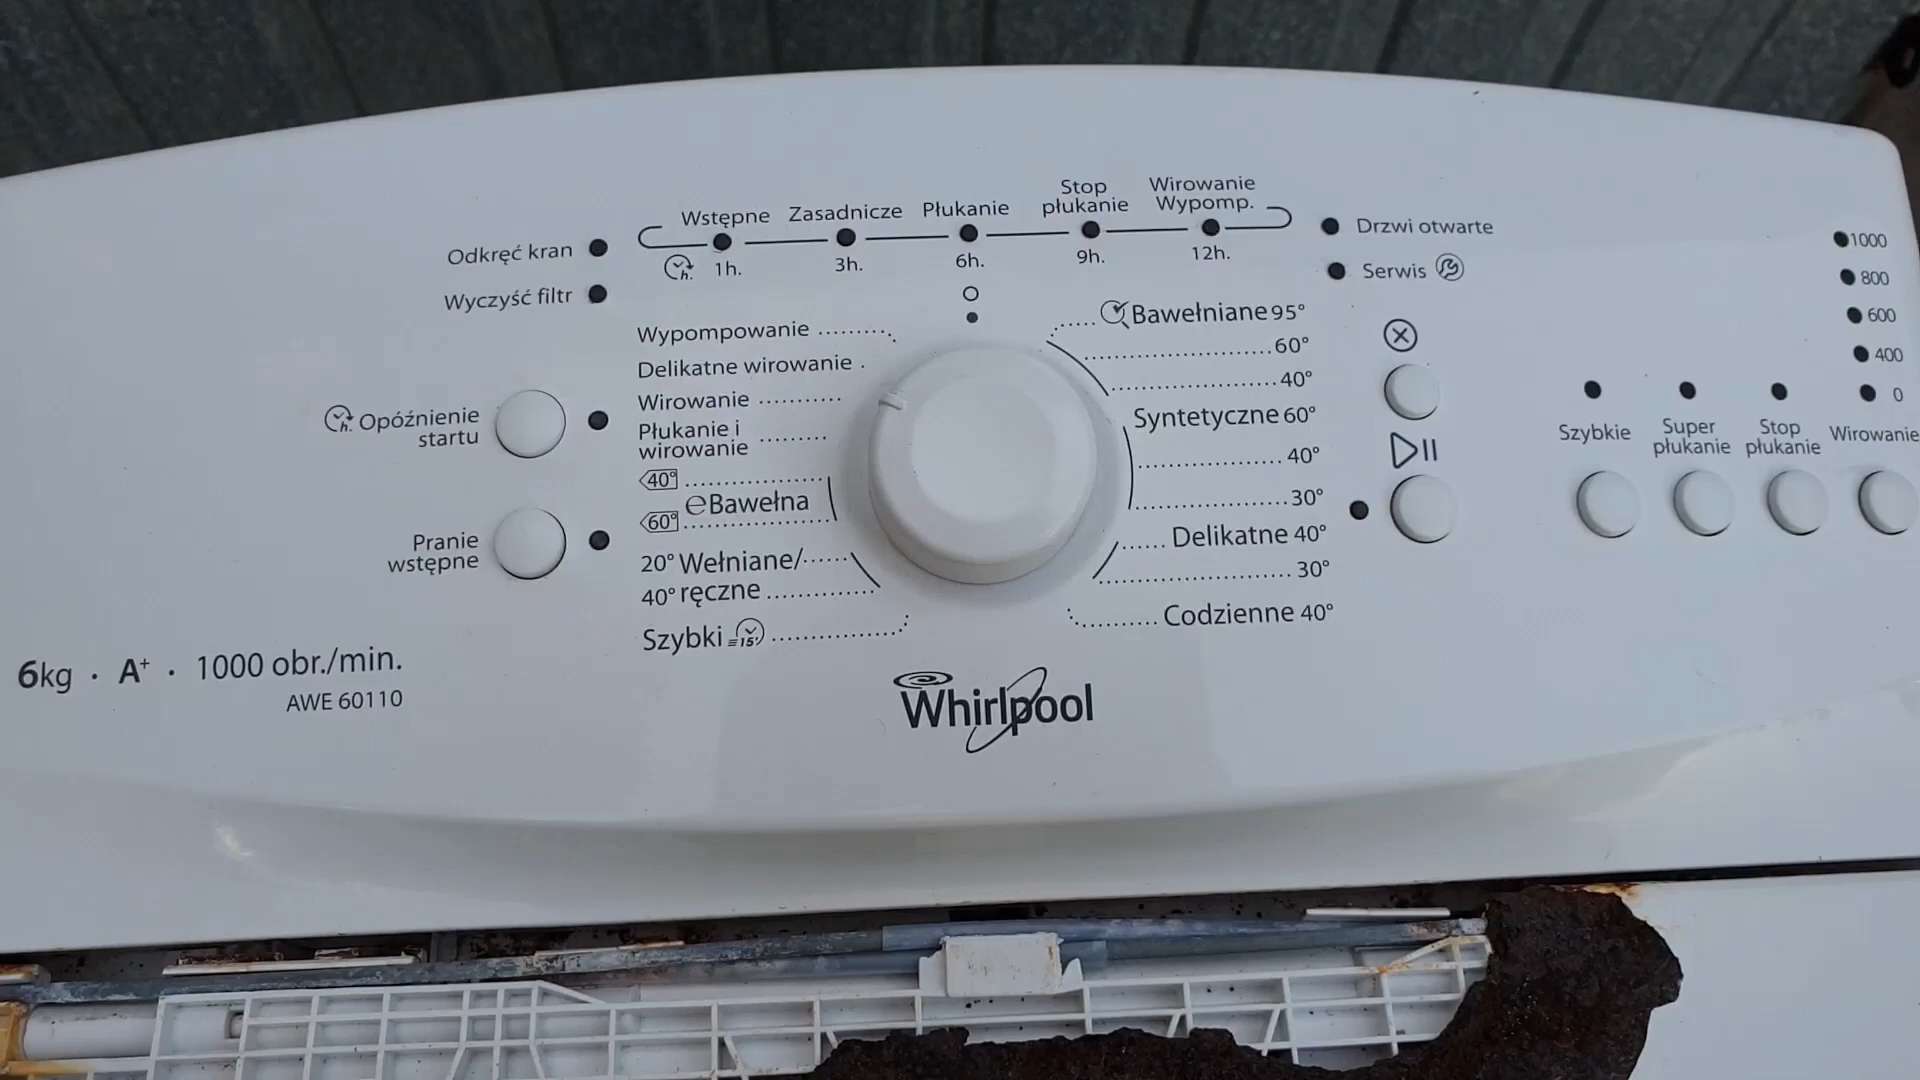 Wstępne Zasadnicze Płukanie Stop płukanie Wirowanie Wypomp.
h. 1h. 3h. 6h. 9h. 12h.
Odkręć kran
Wyczyść filtr
Drzwi otwarte
Serwis
h. Opóźnienie
startu
Pranie
wstępne
Wypompowanie
Delikatne wirowanie
Wirowanie
Płukanie i
wirowanie
40°
eBawełna
60°
20° Wełniane/
40° ręczne
Szybki 15'
Bawełniane 95°
60°
40°
Syntetyczne 60°
40°
30°
Delikatne 40°
30°
Codzienne 40°
1000
800
600
400
0
Szybkie
Super
płukanie
Stop
płukanie
Wirowanie
6kg · A+ · 1000 obr./min.
AWE 60110
Whirlpool